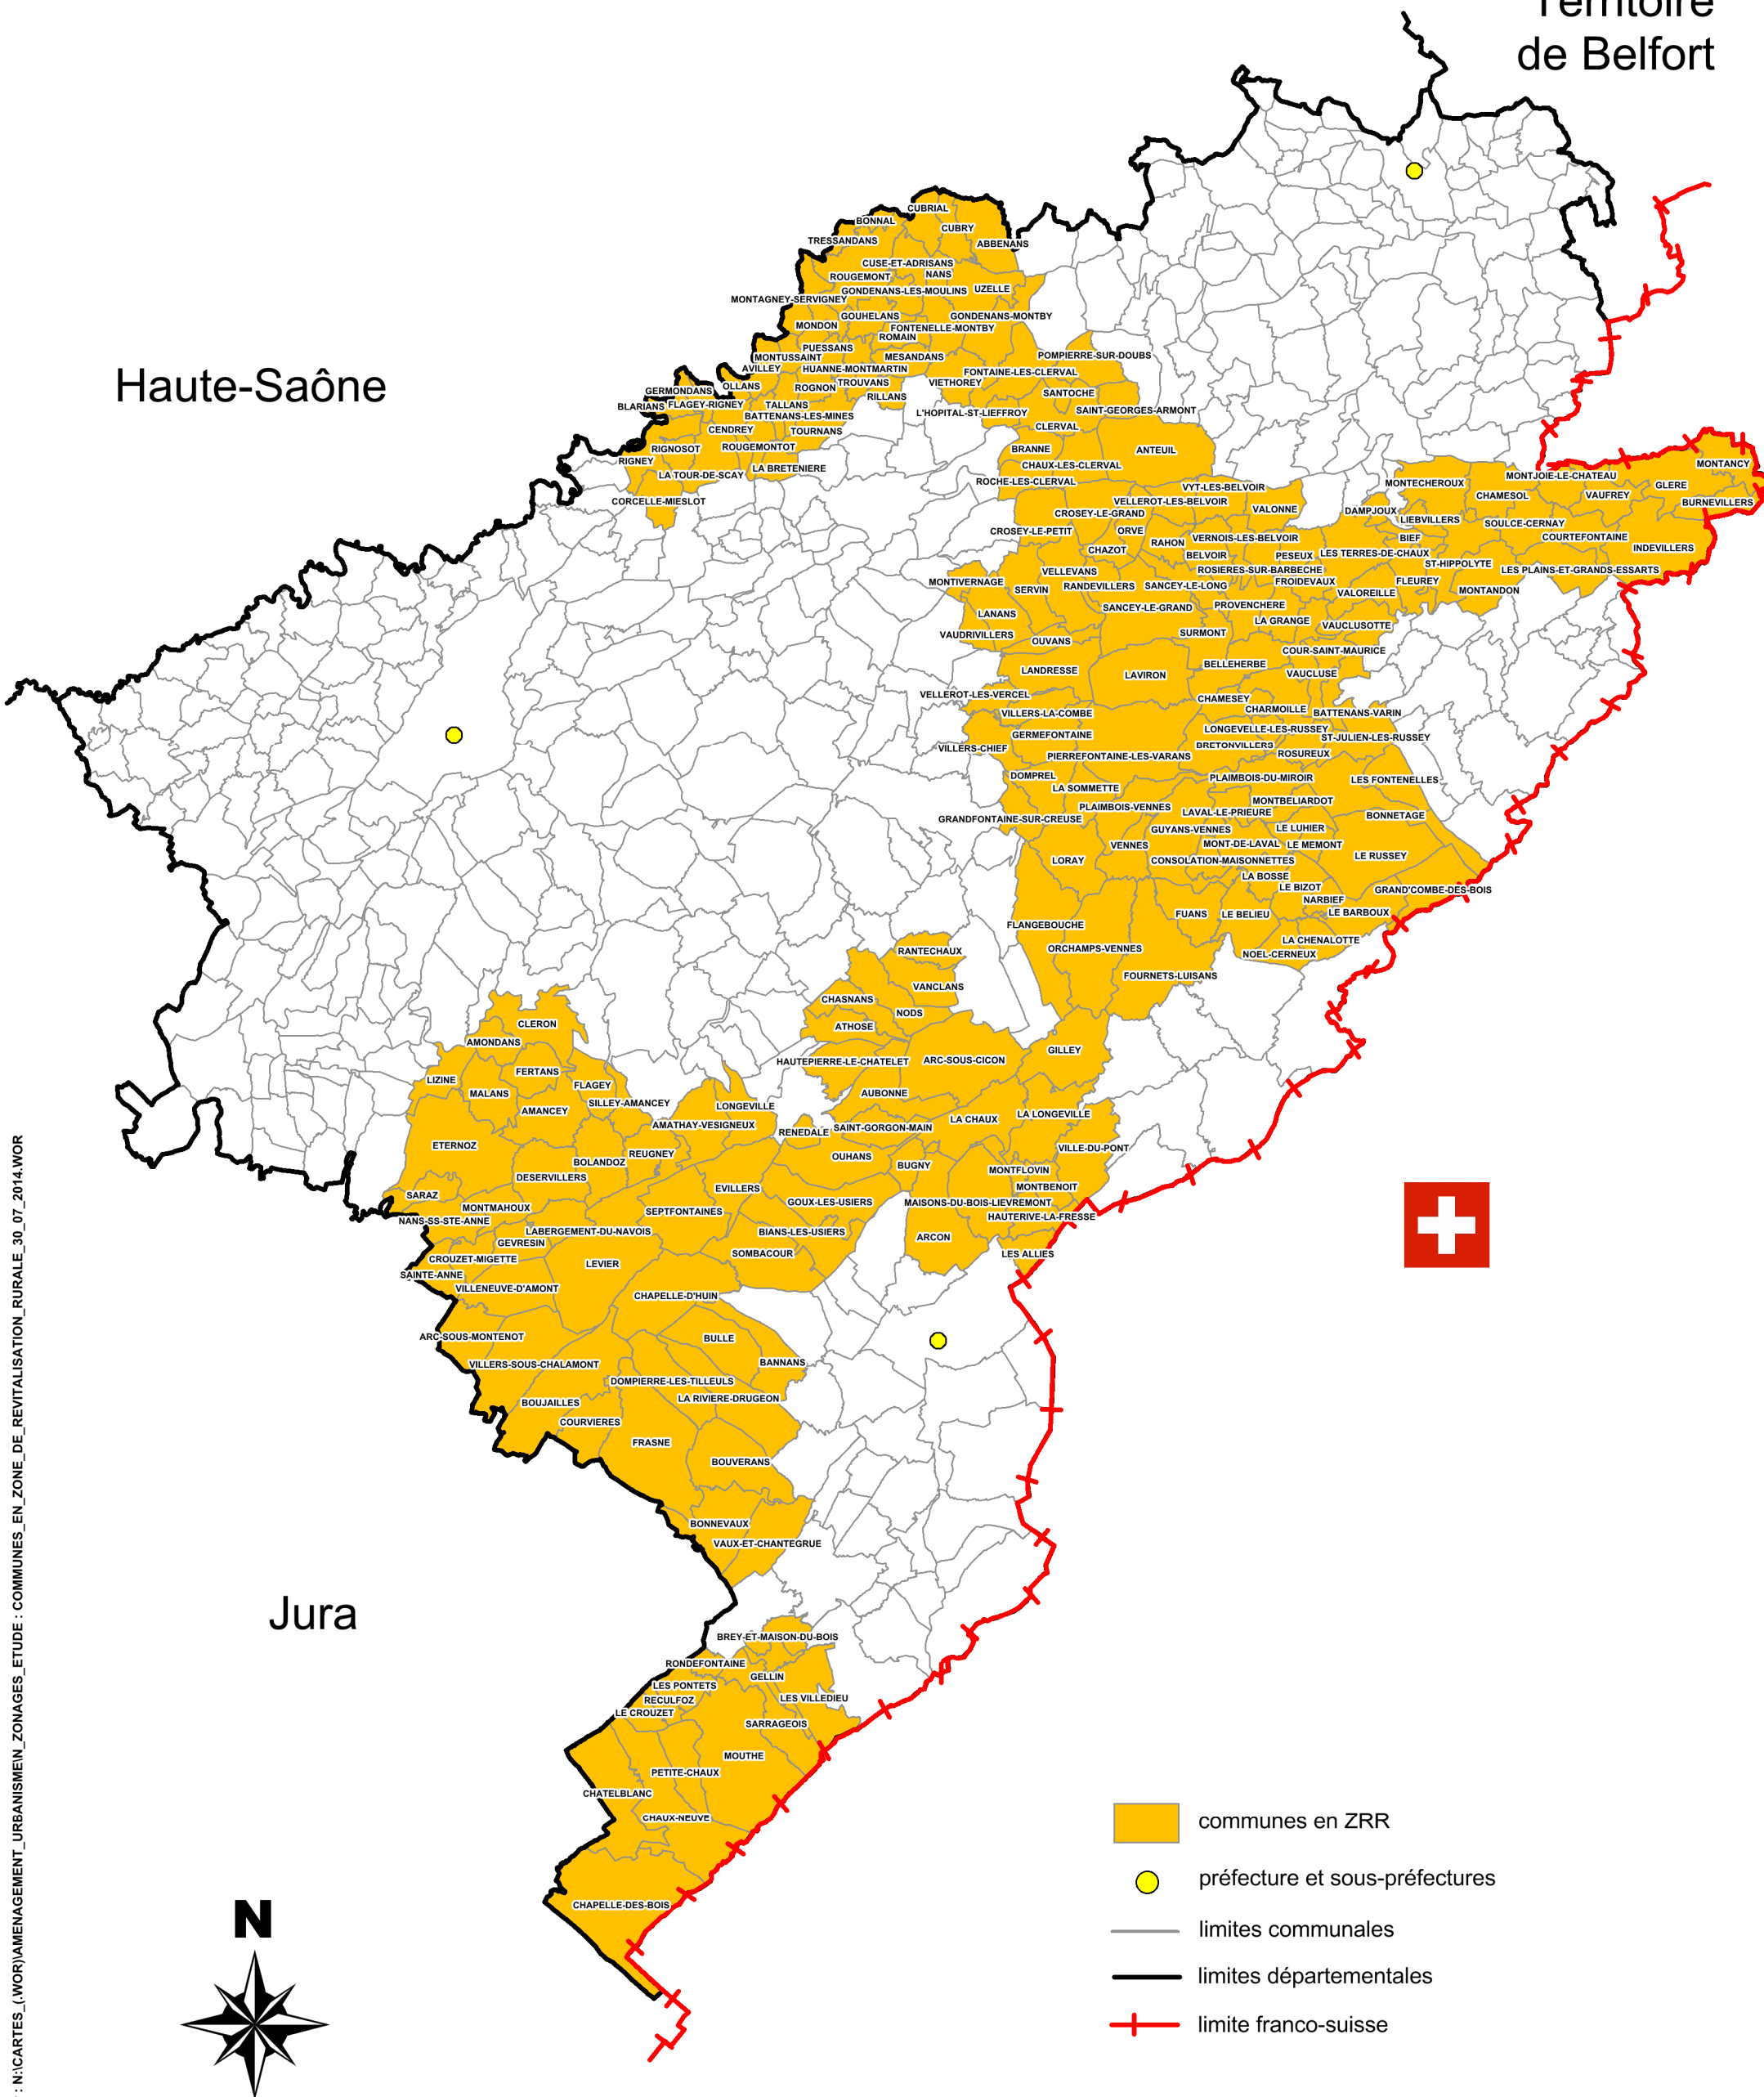 Territoire
de Belfort
CUBRIAL
BONNAL
CUBRY
TRESSANDANS
ABBENANS
CUSE-ET-ADRISANS
NANS
ROUGEMONT
GONDENANS-LES-MOULINS
UZELLE
MONTAGNEY-SERVIGNEY
GOUHELANS
GONDENANS-MONTBY
MONDON
FONTENELLE-MONTBY
ROMAIN
PUESSANS
MONTUSSAINT
MESANDANS
POMPIERRE-SUR-DOUBS
AVILLEY
HUANNE-MONTMARTIN
FONTAINE-LES-CLERVAL
Haute-Saône
OLLANS
ROGNON
TROUVANS
VIETHOREY
GERMONDANS
RILLANS
SANTOCHE
BLARIANS
FLAGEY-RIGNEY
TALLANS
BATTENANS-LES-MINES
L'HOPITAL-ST-LIEFFROY
SAINT-GEORGES-ARMONT
CENDREY
TOURNANS
CLERVAL
RIGNOSOT
ROUGEMONTOT
BRANNE
ANTEUIL
RIGNEY
LA TOUR-DE-SCAY
LA BRETENIERE
CHAUX-LES-CLERVAL
MONTANCY
ROCHE-LES-CLERVAL
MONTJOIE-LE-CHATEAU
MONTECHEROUX
GLERE
VYT-LES-BELVOIR
CHAMESOL
VAUFREY
CORCELLE-MIESLOT
VELLEROT-LES-BELVOIR
VALONNE
BURNEVILLERS
CROSEY-LE-GRAND
DAMPJOUX
LIEBVILLERS
SOULCE-CERNAY
CROSEY-LE-PETIT
ORVE
VERNOIS-LES-BELVOIR
BIEF
COURTEFONTAINE
CHAZOT
RAHON
BELVOIR
PESEUX
LES TERRES-DE-CHAUX
INDEVILLERS
ST-HIPPOLYTE
VELLEVANS
ROSIERES-SUR-BARBECHE
LES PLAINS-ET-GRANDS-ESSARTS
MONTIVERNAGE
SERVIN
RANDEVILLERS
SANCEY-LE-LONG
FROIDEVAUX
FLEUREY
VALOREILLE
MONTANDON
LANANS
SANCEY-LE-GRAND
PROVENCHERE
LA GRANGE
VAUCLUSOTTE
VAUDRIVILLERS
OUVANS
SURMONT
COUR-SAINT-MAURICE
LANDRESSE
LAVIRON
BELLEHERBE
VAUCLUSE
VELLEROT-LES-VERCEL
CHAMESEY
CHARMOILLE
BATTENANS-VARIN
VILLERS-LA-COMBE
GERMEFONTAINE
LONGEVELLE-LES-RUSSEY
ST-JULIEN-LES-RUSSEY
VILLERS-CHIEF
BRETONVILLERS
PIERREFONTAINE-LES-VARANS
ROSUREUX
DOMPREL
PLAIMBOIS-DU-MIROIR
LES FONTENELLES
LA SOMMETTE
PLAIMBOIS-VENNES
MONTBELIARDOT
LAVAL-LE-PRIEURE
BONNETAGE
GRANDFONTAINE-SUR-CREUSE
GUYANS-VENNES
LE LUHIER
VENNES
MONT-DE-LAVAL
LE MEMONT
LORAY
CONSOLATION-MAISONNETTES
LE RUSSEY
LA BOSSE
LE BIZOT
GRAND'COMBE-DES-BOIS
NARBIEF
FUANS
LE BELIEU
LE BARBOUX
FLANGEBOUCHE
LA CHENALOTTE
ORCHAMPS-VENNES
NOEL-CERNEUX
RANTECHAUX
FOURNETS-LUISANS
VANCLANS
CHASNANS
NODS
CLERON
ATHOSE
AMONDANS
GILLEY
HAUTEPIERRE-LE-CHATELET
ARC-SOUS-CICON
FERTANS
LIZINE
FLAGEY
MALANS
AUBONNE
AMANCEY
SILLEY-AMANCEY
LONGEVILLE
LA LONGEVILLE
AMATHAY-VESIGNEUX
LA CHAUX
RENEDALE
SAINT-GORGON-MAIN
ETERNOZ
VILLE-DU-PONT
REUGNEY
OUHANS
BOLANDOZ
BUGNY
MONTFLOVIN
DESERVILLERS
EVILLERS
MONTBENOIT
SARAZ
GOUX-LES-USIERS
MAISONS-DU-BOIS-LIEVREMONT
MONTMAHOUX
SEPTFONTAINES
NANS-SS-STE-ANNE
HAUTERIVE-LA-FRESSE
LABERGEMENT-DU-NAVOIS
BIANS-LES-USIERS
GEVRESIN
ARCON
SOMBACOUR
LES ALLIES
CROUZET-MIGETTE
LEVIER
SAINTE-ANNE
VILLENEUVE-D'AMONT
CHAPELLE-D'HUIN
ARC-SOUS-MONTENOT
BULLE
VILLERS-SOUS-CHALAMONT
BANNANS
DOMPIERRE-LES-TILLEULS
LA RIVIERE-DRUGEON
BOUJAILLES
COURVIERES
FRASNE
BOUVERANS
BONNEVAUX
VAUX-ET-CHANTEGRUE
Jura
BREY-ET-MAISON-DU-BOIS
RONDEFONTAINE
GELLIN
LES PONTETS
RECULFOZ
LES VILLEDIEU
LE CROUZET
SARRAGEOIS
MOUTHE
PETITE-CHAUX
CHATELBLANC
CHAUX-NEUVE
CHAPELLE-DES-BOIS
communes en ZRR
préfecture et sous-préfectures
limites communales
limites départementales
limite franco-suisse
N
: N:\CARTES_(.WOR)\AMENAGEMENT_URBANISME\N_ZONAGES_ETUDE : COMMUNES_EN_ZONE_DE_REVITALISATION_RURALE_30_07_2014.WOR